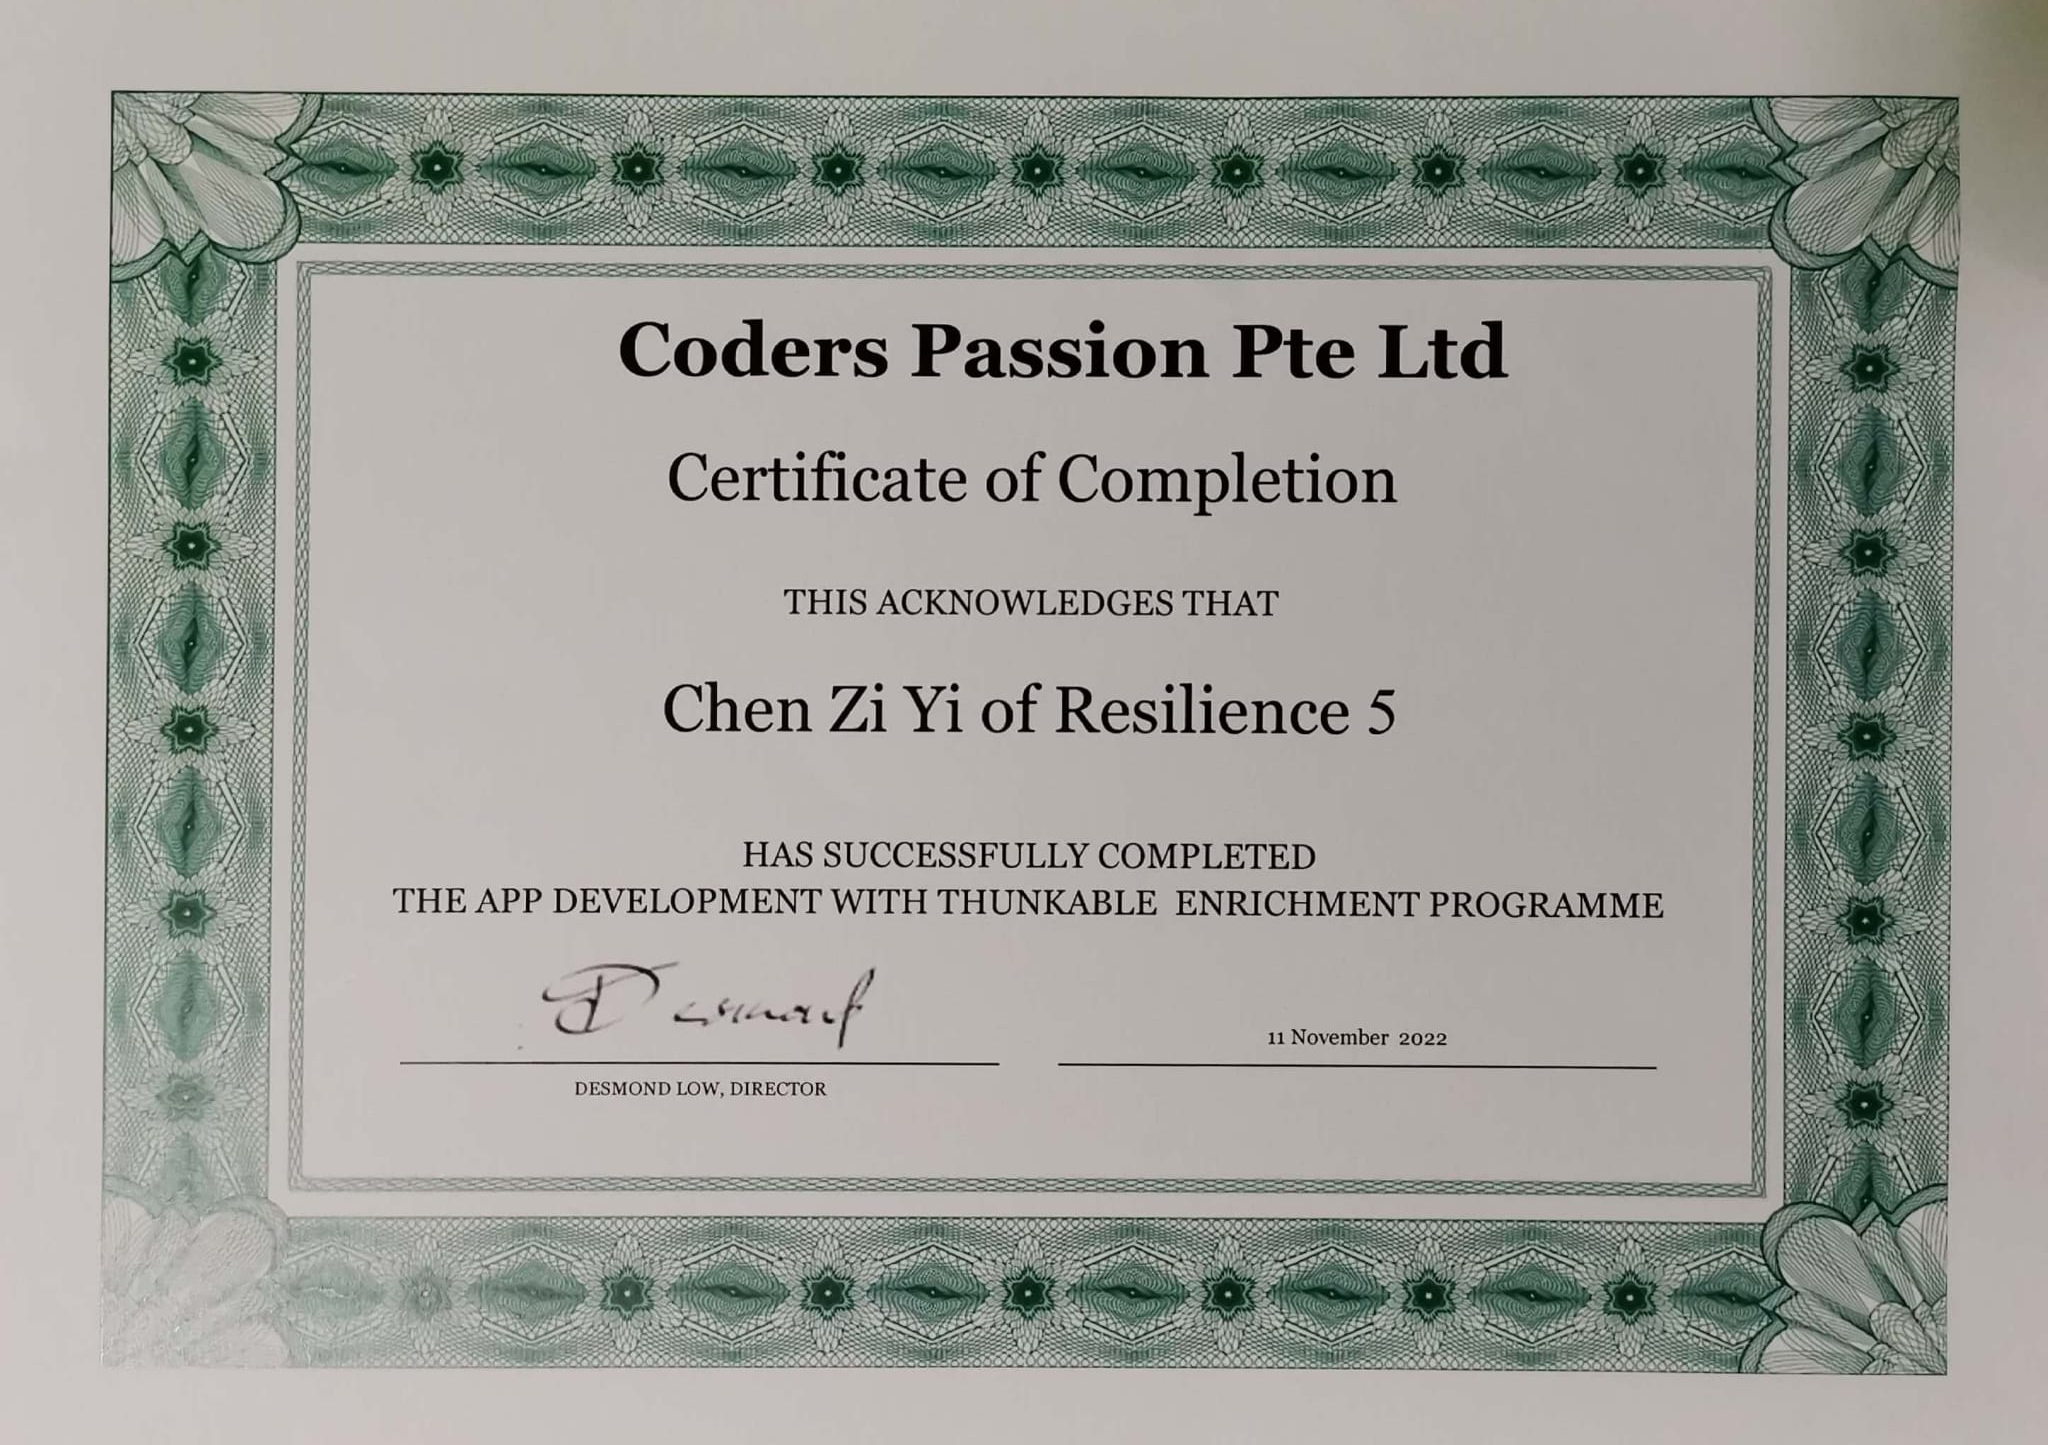 Coders Passion Pte Ltd
Certificate of Completion
THIS ACKNOWLEDGES THAT
Chen Zi Yi of Resilience 5
HAS SUCCESSFULLY COMPLETED
THE APP DEVELOPMENT WITH THUNKABLE ENRICHMENT PROGRAMME
Desmond
11 November 2022
DESMOND LOW, DIRECTOR